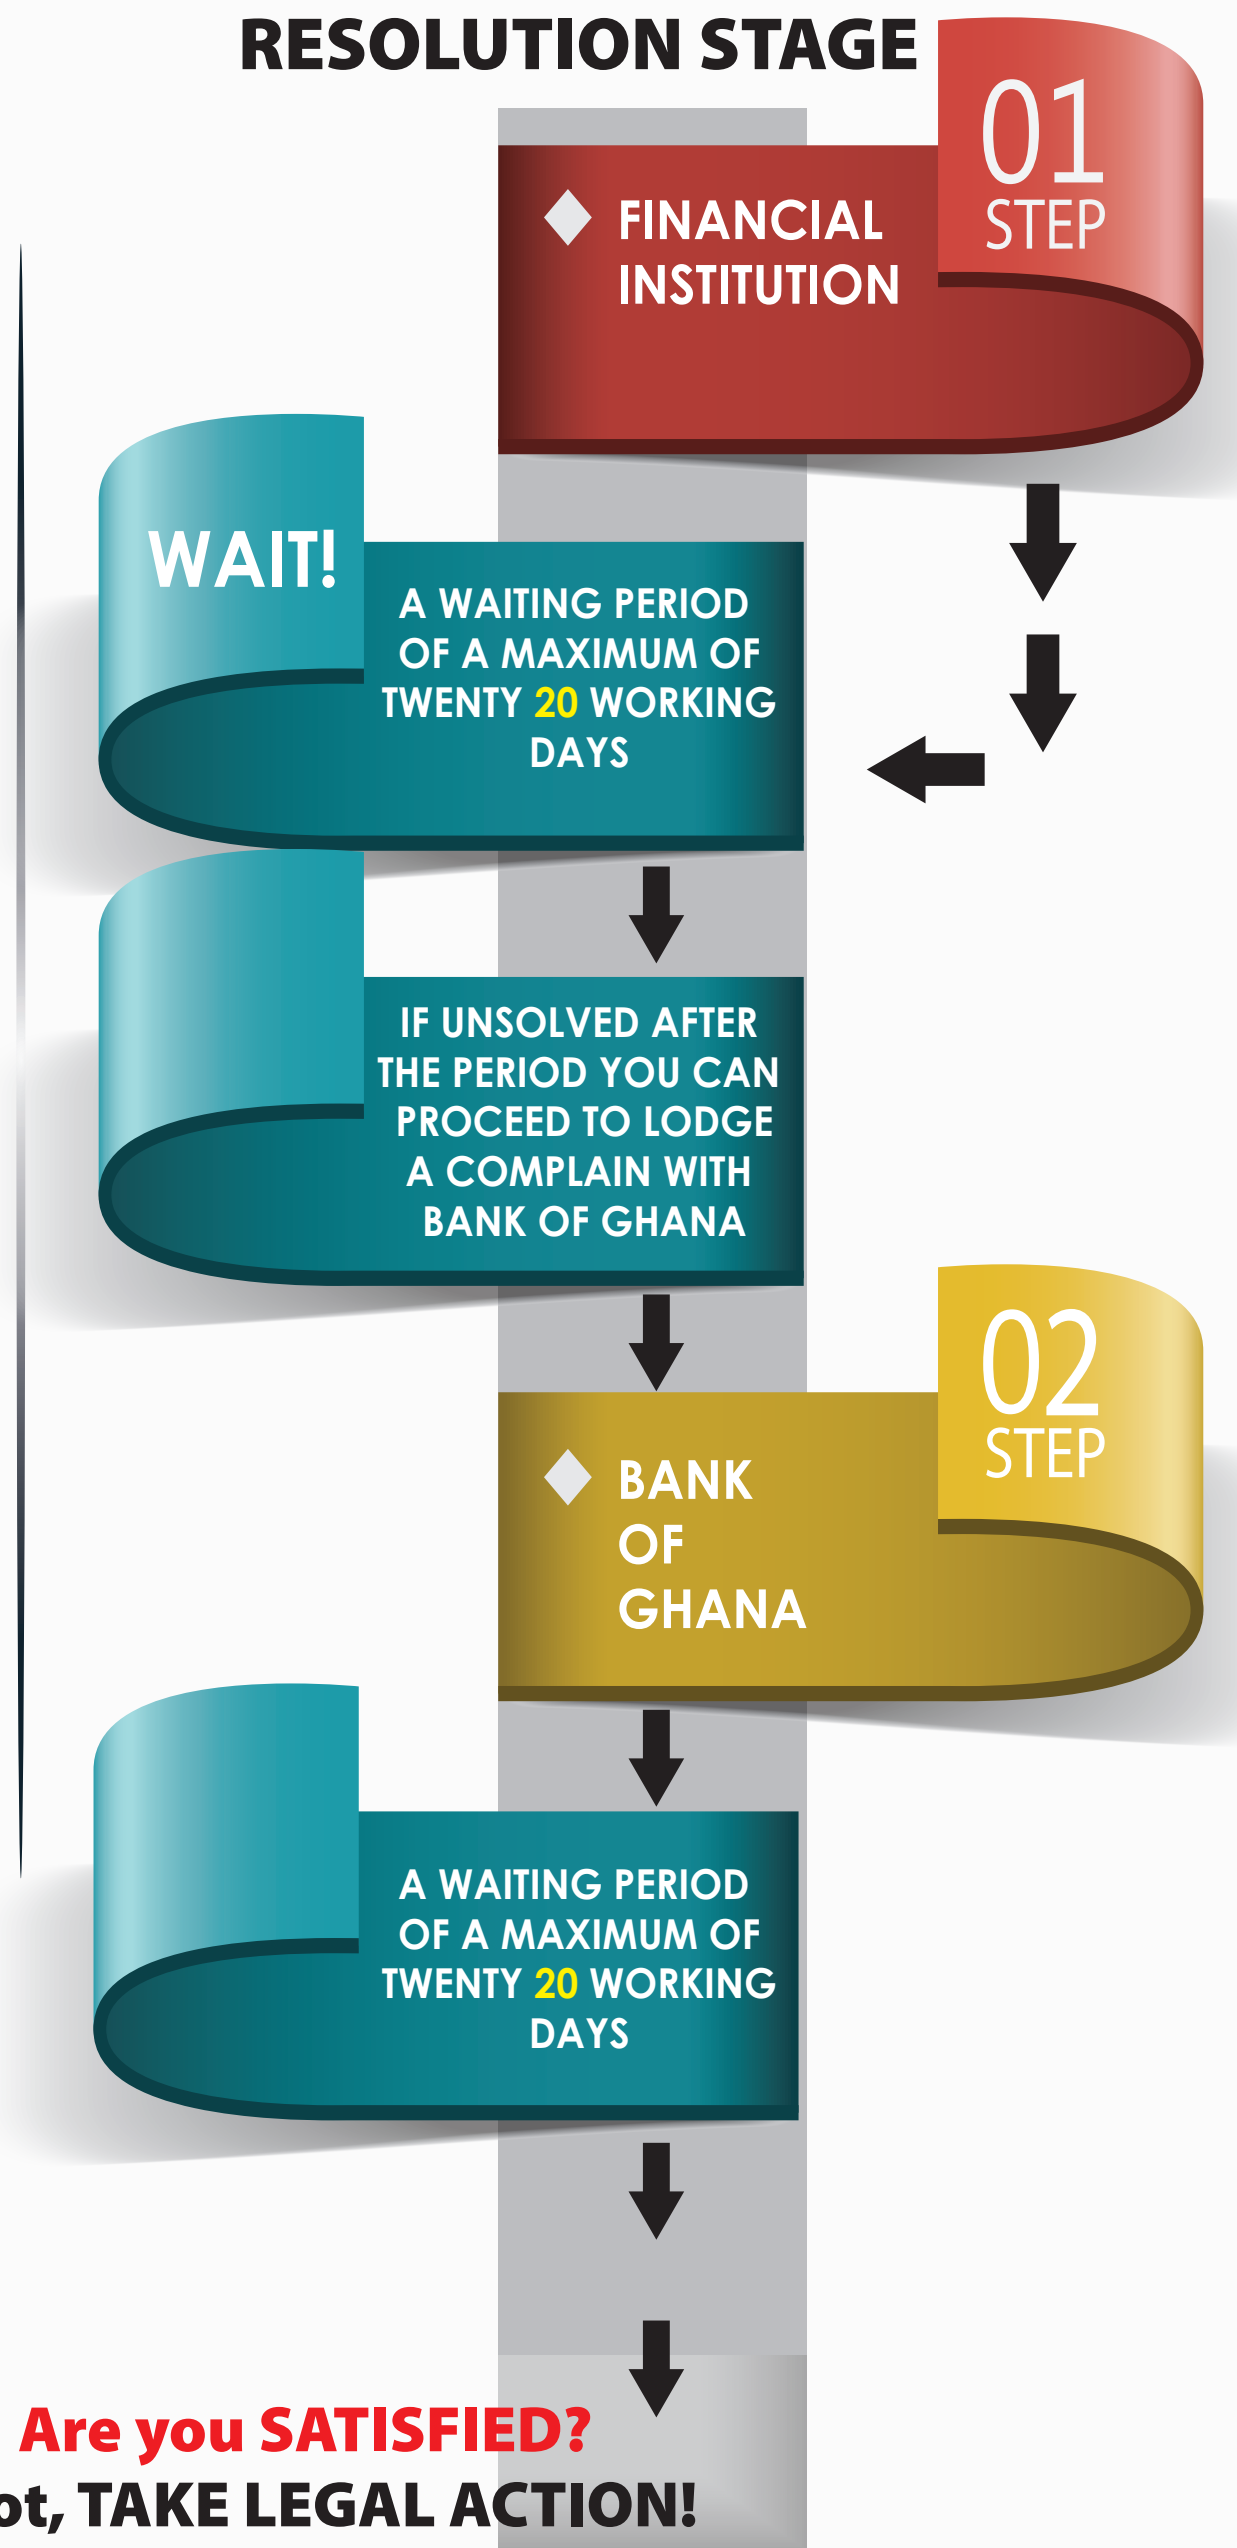 RESOLUTION STAGE
01
STEP
FINANCIAL
INSTITUTION
WAIT!
A WAITING PERIOD
OF A MAXIMUM OF
TWENTY 20 WORKING
DAYS
IF UNSOLVED AFTER
THE PERIOD YOU CAN
PROCEED TO LODGE
A COMPLAIN WITH
BANK OF GHANA
02
STEP
BANK
OF
GHANA
A WAITING PERIOD
OF A MAXIMUM OF
TWENTY 20 WORKING
DAYS
Are you SATISFIED?
ot, TAKE LEGAL ACTION!